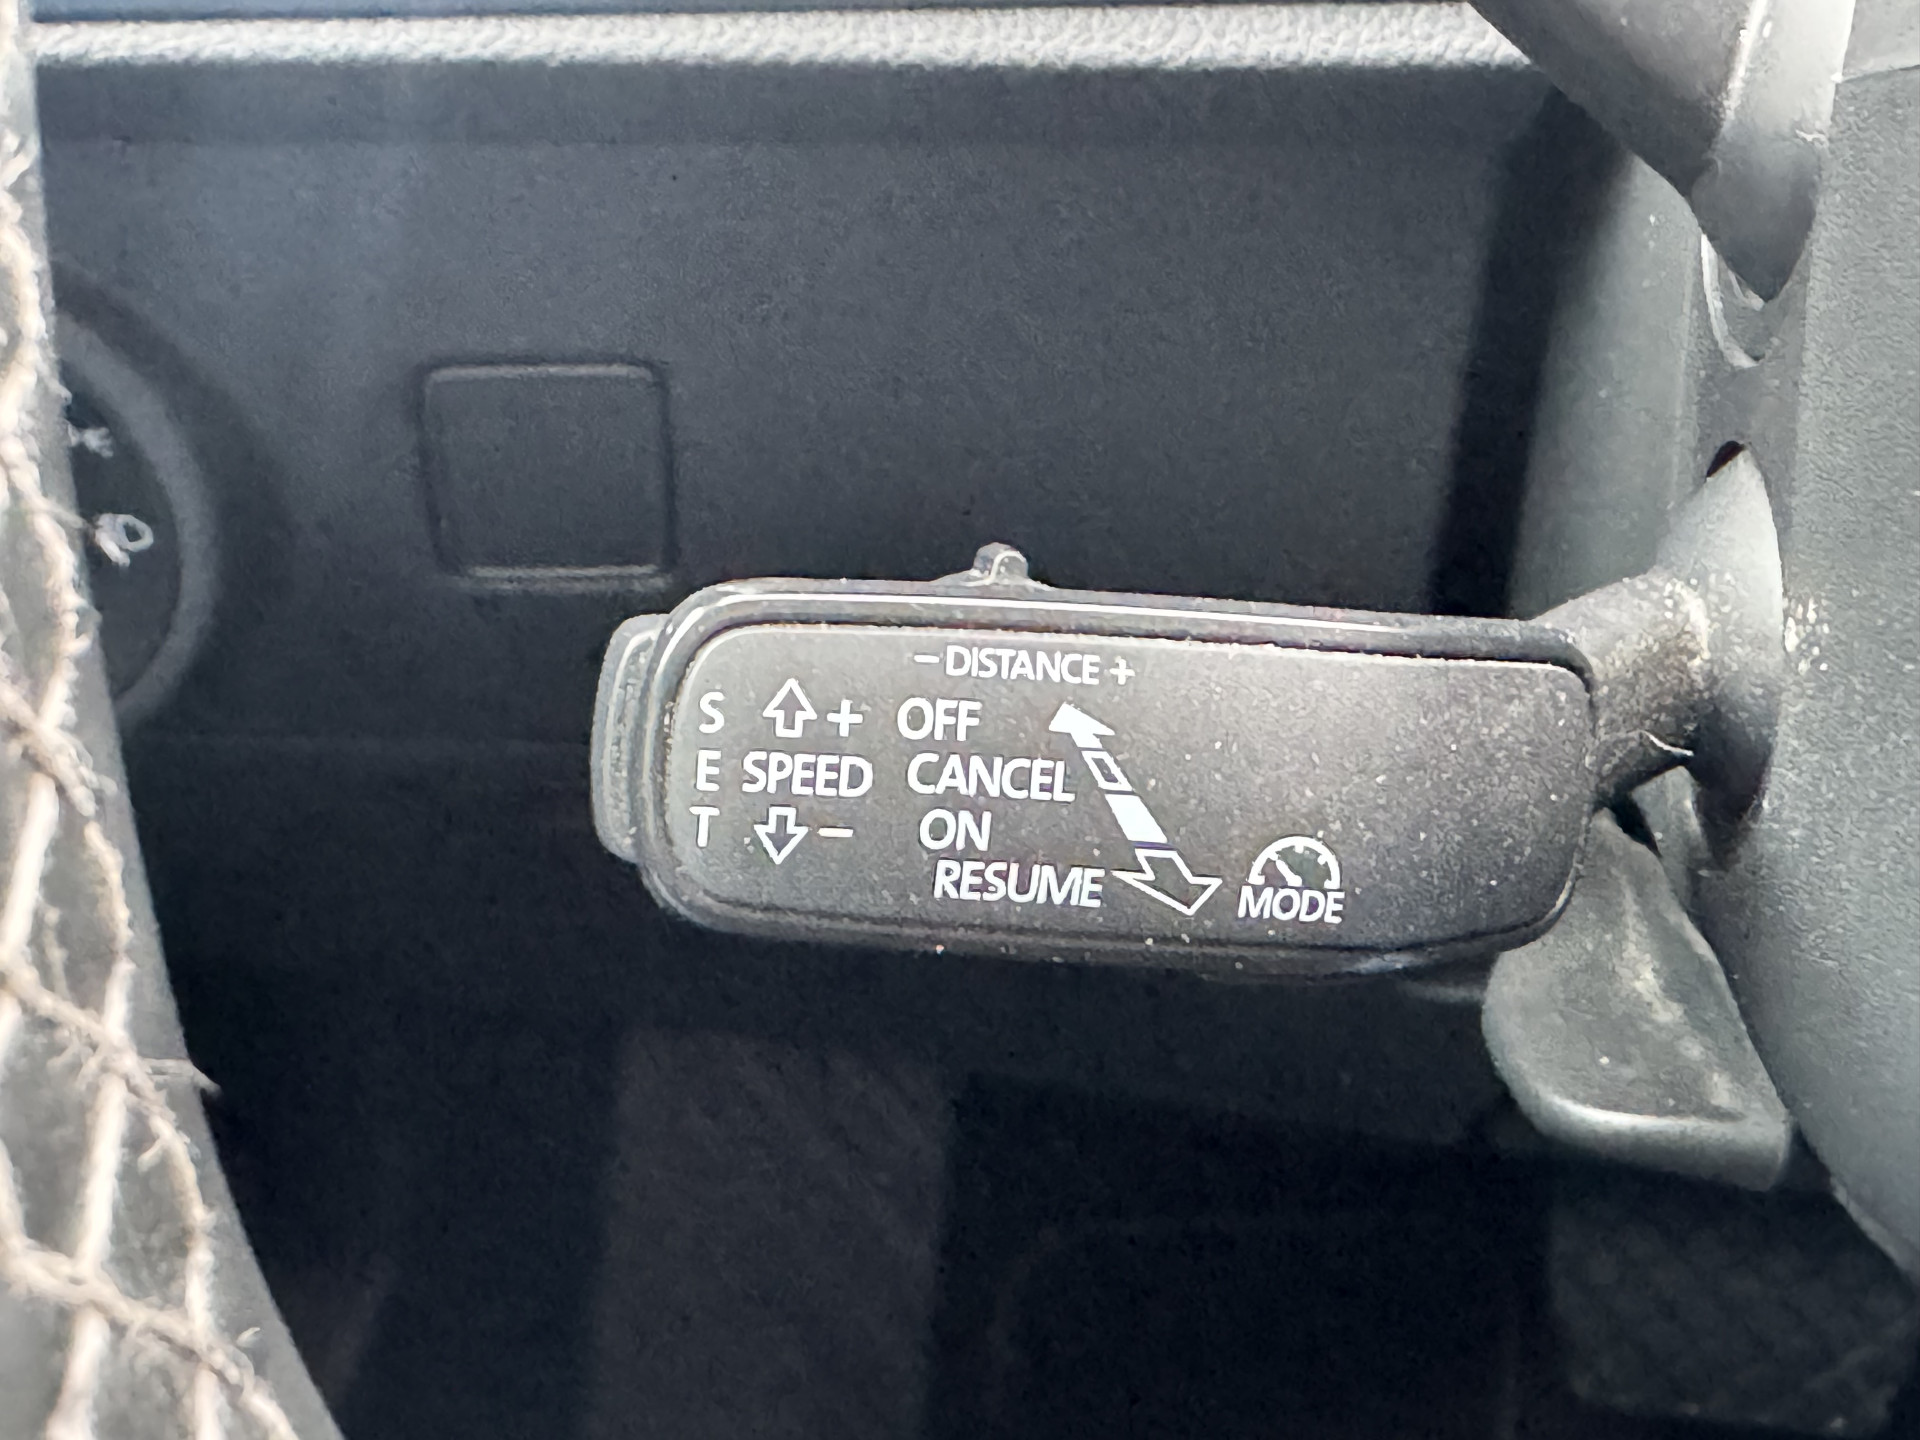 - DISTANCE +
S + OFF
E SPEED CANCEL
T - ON
RESUME
MODE